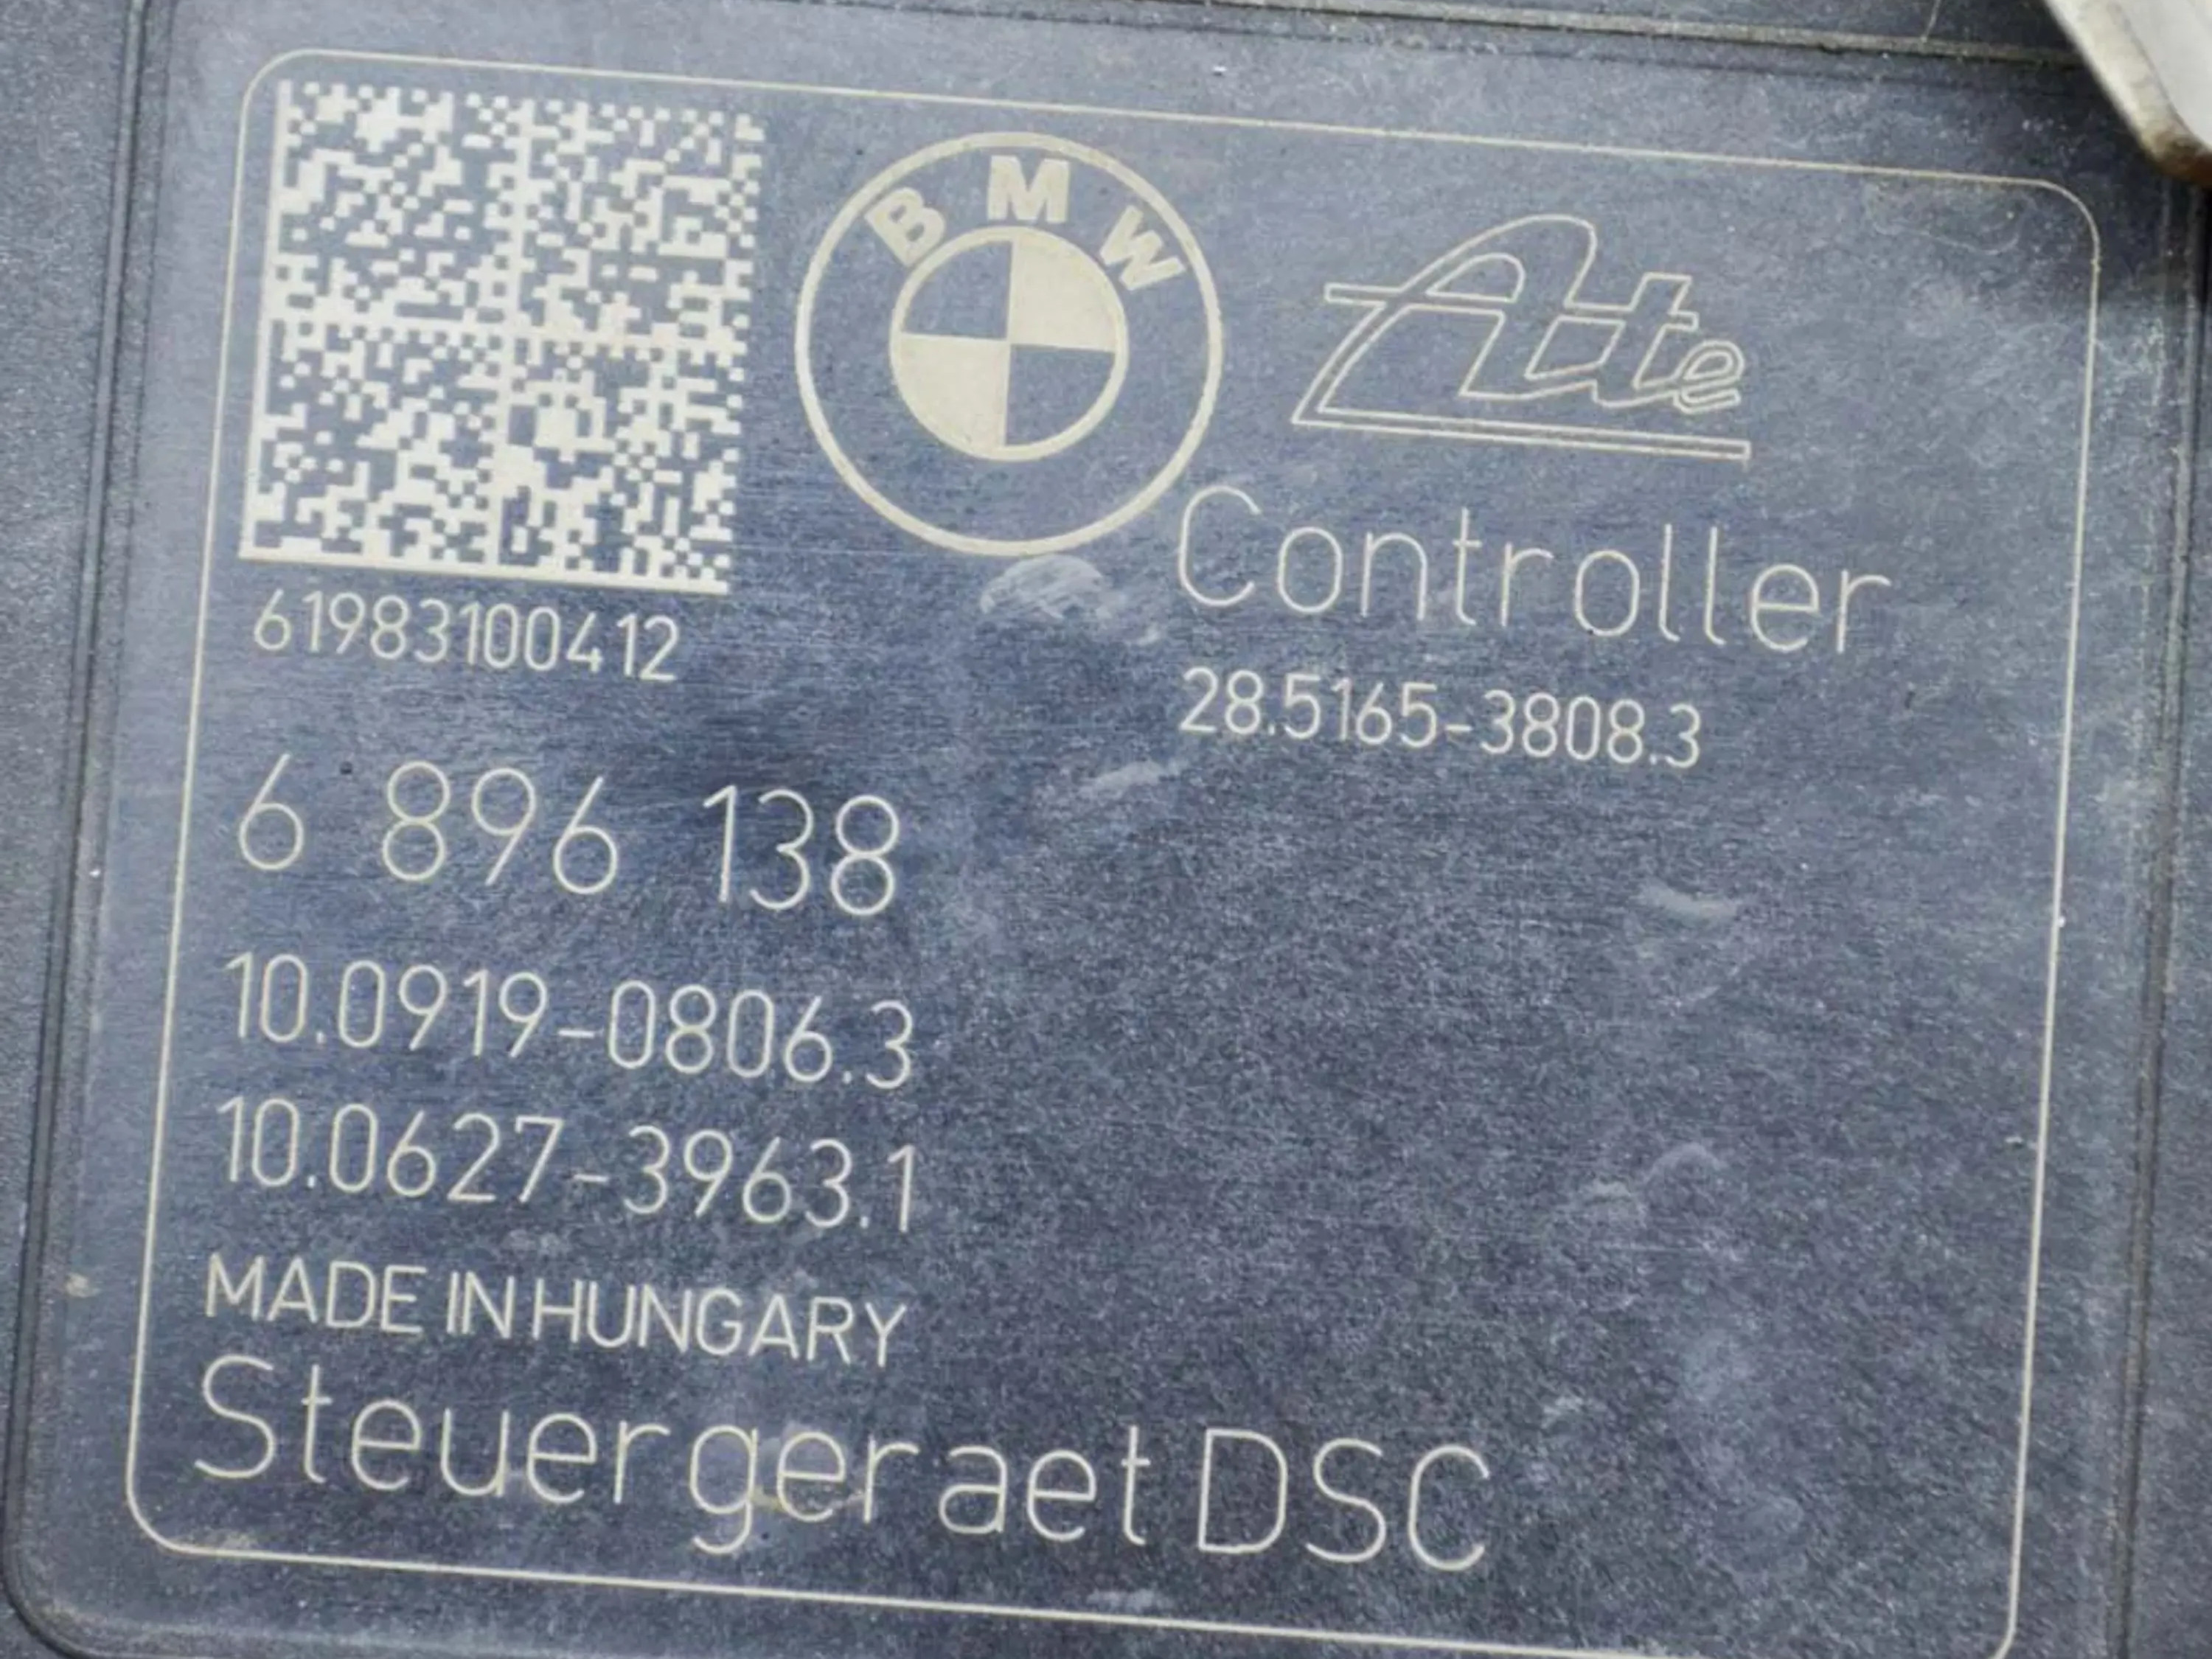 BMW
Ate
Controller
28.5165-3808.3
61983100412
6 896 138
10.0919-0806.3
10.0627-3963.1
MADE IN HUNGARY
Steuergeraet DSC